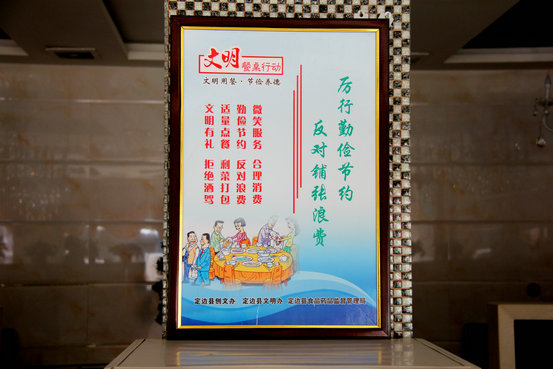 文明
餐桌行动
文明用餐·节俭养德
厉行勤俭节约
反对铺张浪费
微笑服务 合理消费
勤俭节约 反对浪费
适量点餐 剩菜打包
文明有礼 拒绝酒驾
定边县创文办 定边县文明办 定边县食品药品监督管理局